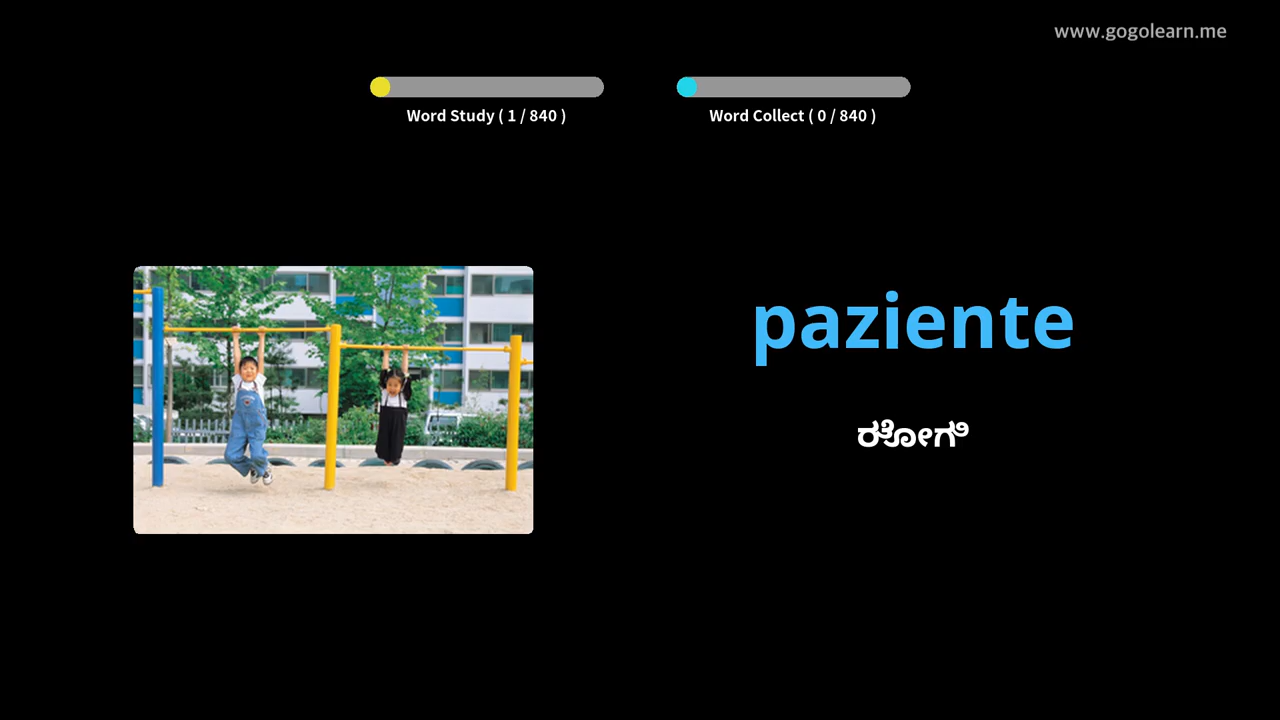 www.gogolearn.me
Word Study ( 1 / 840 )
Word Collect ( 0 / 840 )
paziente
ರೋಗಿ